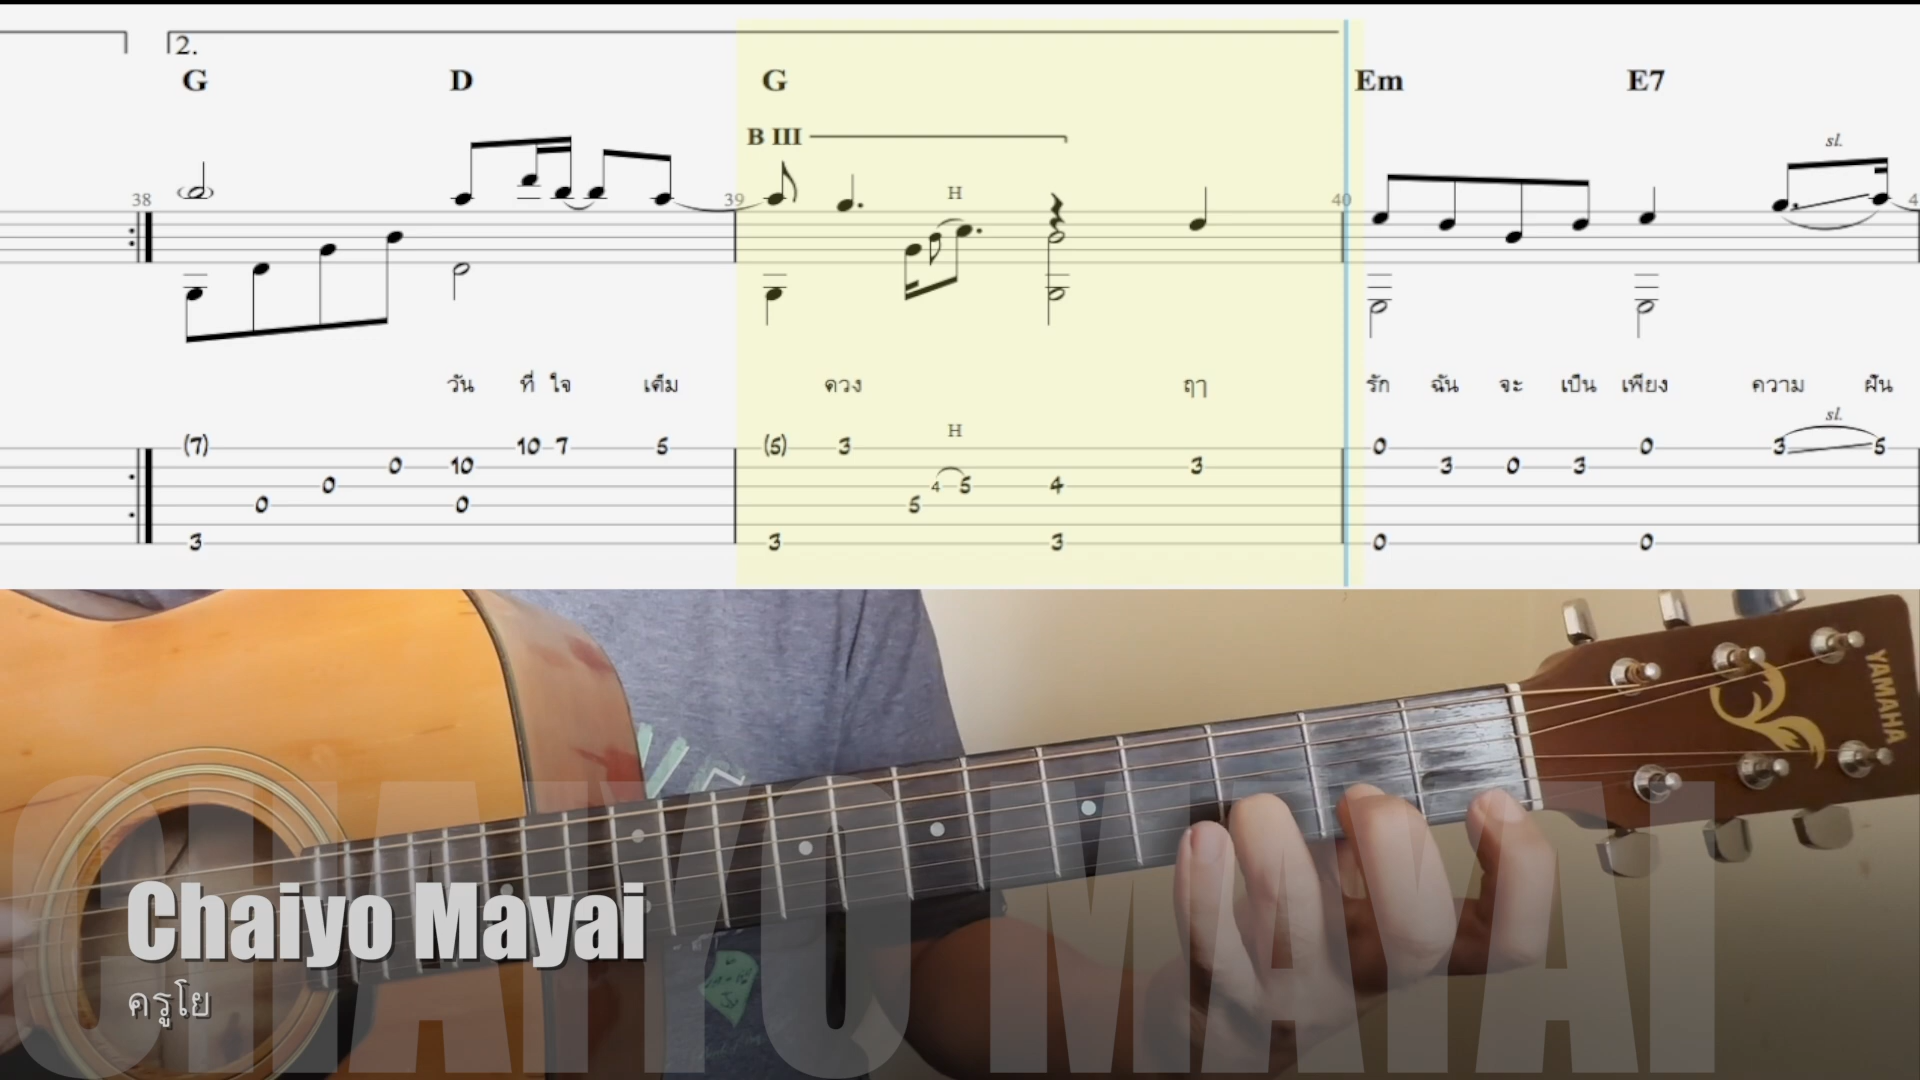 2.
G D G Em E7
B III
sl.
38 39 H 40 4
วัน ที่ ใจ เต็ม ดวง ฤๅ รัก ฉัน จะ เป็น เพียง ความ ฝัน
H sl.
(7) 10 7 5 (5) 3 0 0 3 5
0 10 3 3 0 3
0 4 5 4
0 0 5
3 3 3 0 0
YAMAHA
CHAIYO MAYAI
Chaiyo Mayai
ครูโย